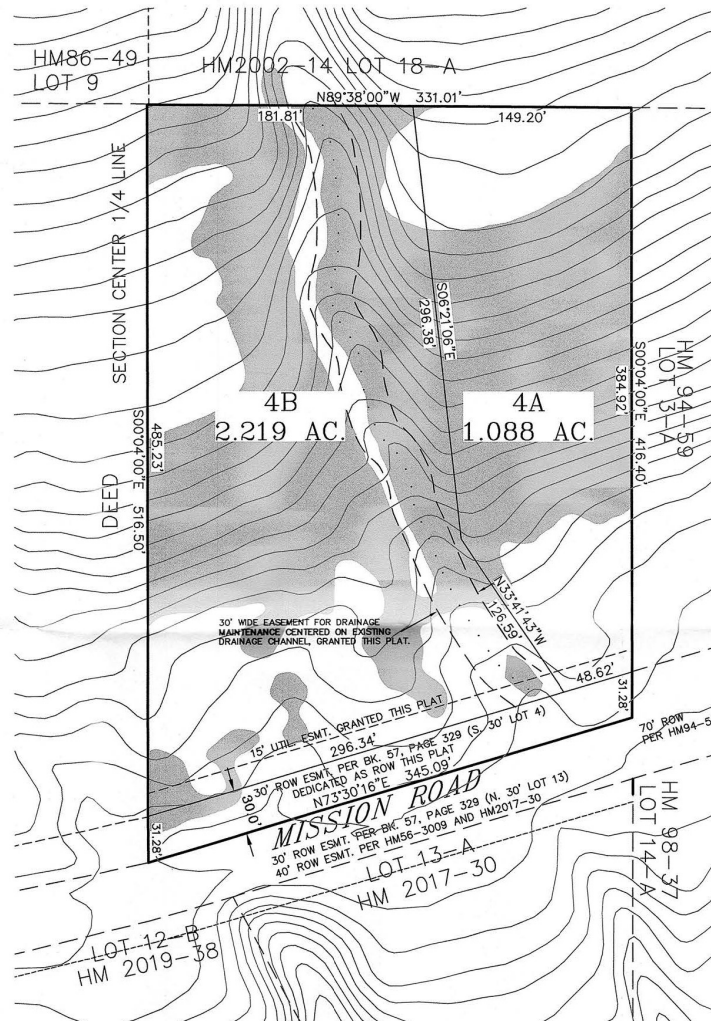 HM86-49
LOT 9
HM2002-14 LOT 18-A
N89°38'00"W 331.01'
181.81'
149.20'
SECTION CENTER 1/4 LINE
S06°21'06"E
296.38'
HM 94-59
LOT 3-A
S00°04'00"E 416.40'
384.92'
4B
2.219 AC.
4A
1.088 AC.
485.23'
S00°04'00"E 516.50'
DEED
N33°41'43"W
126.59'
30' WIDE EASEMENT FOR DRAINAGE
MAINTENANCE CENTERED ON EXISTING
DRAINAGE CHANNEL, GRANTED THIS PLAT.
48.62'
31.28'
15' UTIL. ESMT. GRANTED THIS PLAT
296.34'
30' ROW ESMT. PER BK. 57, PAGE 329 (S. 30' LOT 4)
DEDICATED AS ROW THIS PLAT
N73°30'16"E 345.09'
70' ROW
PER HM94-5
30.0'
31.28'
MISSION ROAD
30' ROW ESMT. PER BK. 57, PAGE 329 (N. 30' LOT 13)
40' ROW ESMT. PER HM56-3009 AND HM2017-30
LOT 13-A
HM 2017-30
HM 98-37
LOT 14-A
LOT 12-B
HM 2019-38